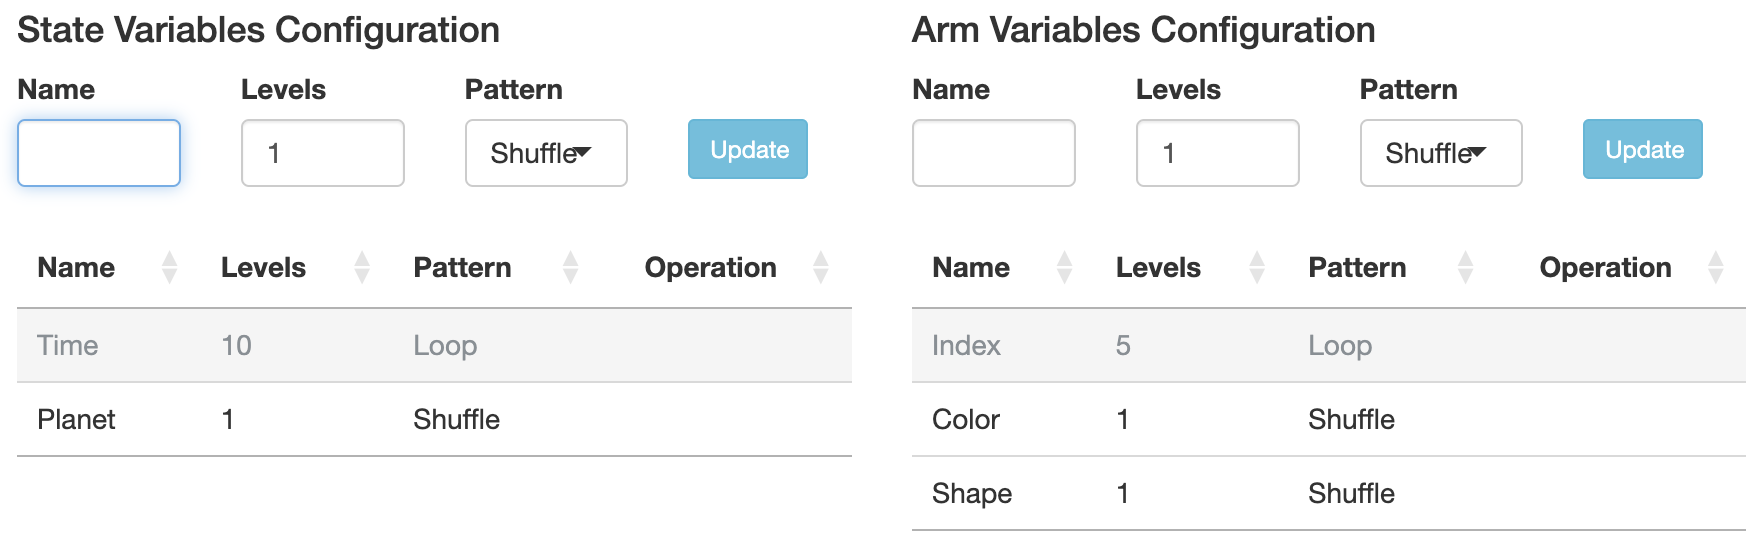 State Variables Configuration
Name Levels Pattern
1 Shuffle Update
Name Levels Pattern Operation
Time 10 Loop
Planet 1 Shuffle
Arm Variables Configuration
Name Levels Pattern
1 Shuffle Update
Name Levels Pattern Operation
Index 5 Loop
Color 1 Shuffle
Shape 1 Shuffle